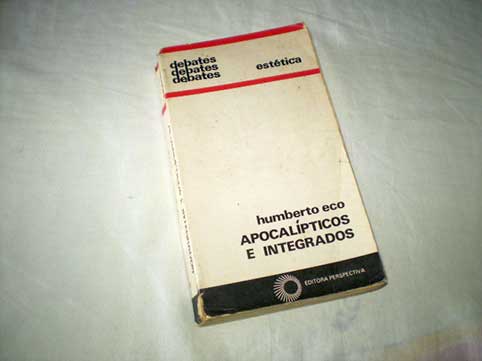 debates
debates
debates
estética
humberto eco
APOCALÍPTICOS
E INTEGRADOS
EDITORA PERSPECTIVA